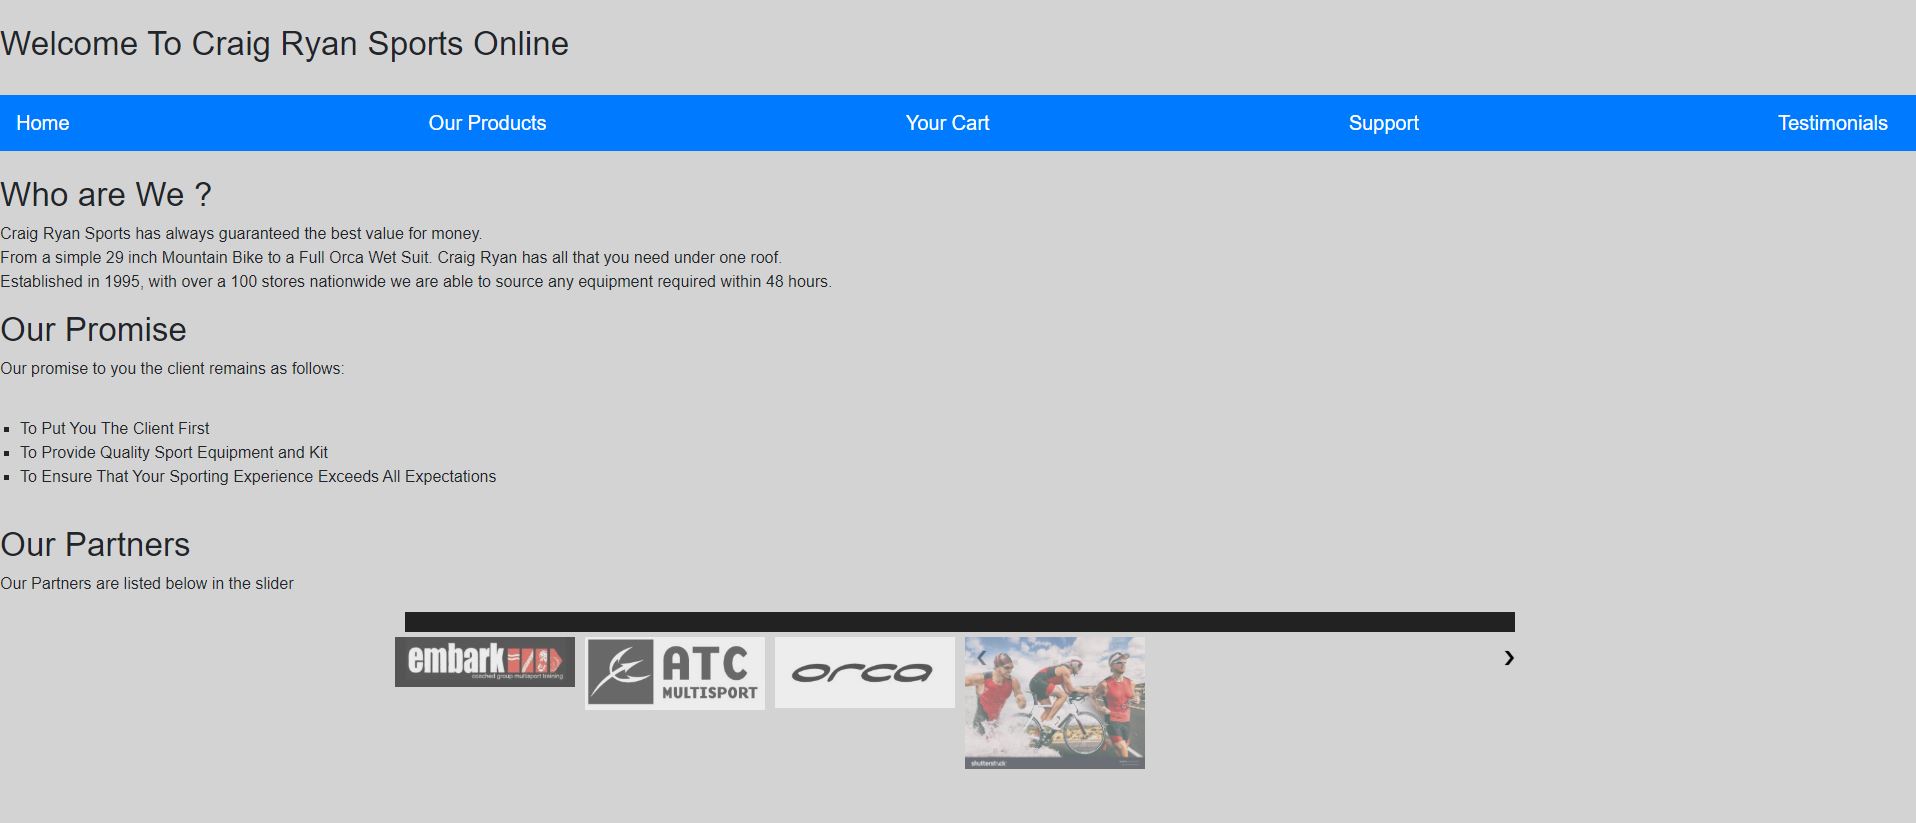 Welcome To Craig Ryan Sports Online
Home Our Products Your Cart Support Testimonials
Who are We ?
Craig Ryan Sports has always guaranteed the best value for money.
From a simple 29 inch Mountain Bike to a Full Orca Wet Suit. Craig Ryan has all that you need under one roof.
Established in 1995, with over a 100 stores nationwide we are able to source any equipment required within 48 hours.
Our Promise
Our promise to you the client remains as follows:
To Put You The Client First
To Provide Quality Sport Equipment and Kit
To Ensure That Your Sporting Experience Exceeds All Expectations
Our Partners
Our Partners are listed below in the slider
embark
coached group multisport training
ATC
MULTISPORT
orca
shutterstock